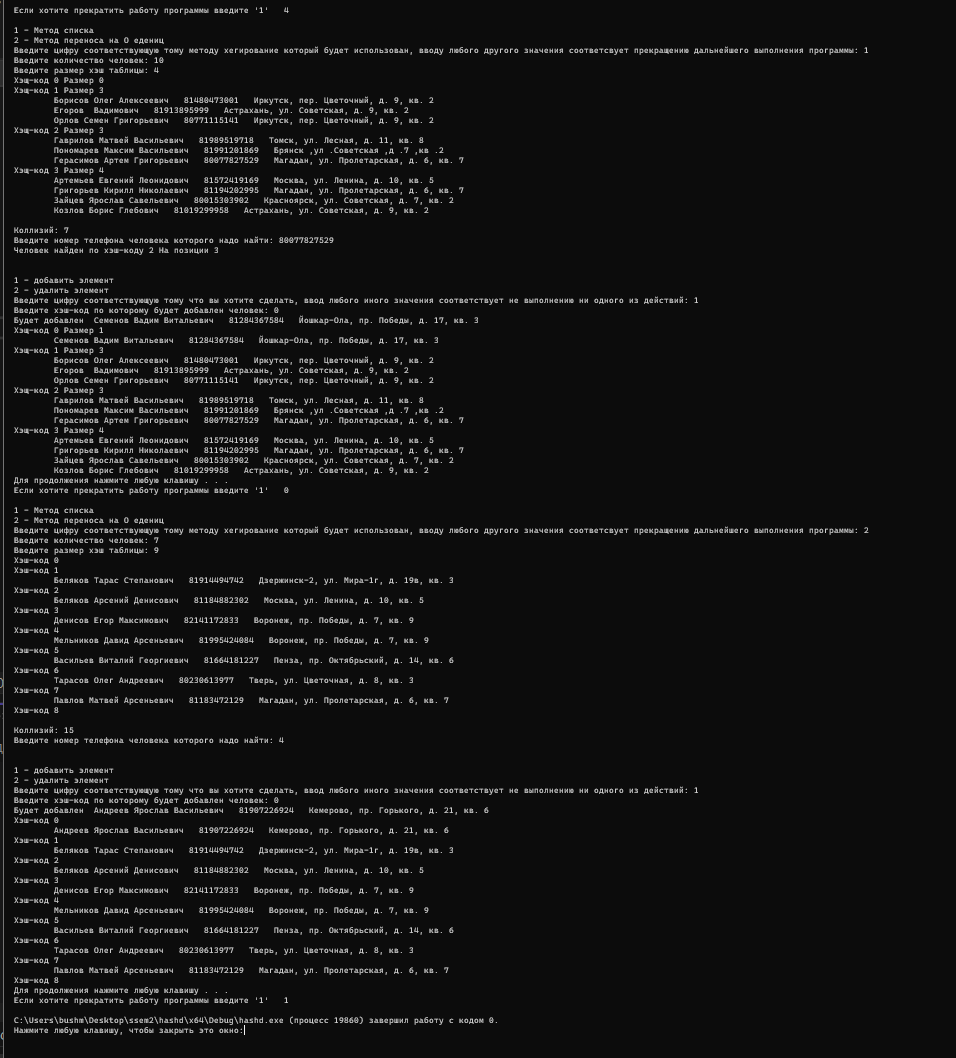 Если хотите прекратить работу программы введите '1'   4
1 - Метод списка
2 - Метод переноса на О едениц
Введите цифру соответствующую тому методу хегирование который будет использован, вводу любого другого значения соответсвует прекращению дальнейшего выполнения программы: 1
Введите количество человек: 10
Введите размер хэш таблицы: 4
Хэщ-код 0 Размер 0
Хэщ-код 1 Размер 3
Борисов Олег Алексеевич   81480473001   Иркутск, пер. Цветочный, д. 9, кв. 2
Егоров  Вадимович   81913895999   Астрахань, ул. Советская, д. 9, кв. 2
Орлов Семен Григорьевич   80771115141   Иркутск, пер. Цветочный, д. 9, кв. 2
Хэщ-код 2 Размер 3
Гаврилов Матвей Васильевич   81989519718   Томск, ул. Лесная, д. 11, кв. 8
Пономарев Максим Васильевич   81991201869   Брянск ,ул .Советская ,д .7 ,кв .2
Герасимов Артем Григорьевич   80077827529   Магадан, ул. Пролетарская, д. 6, кв. 7
Хэщ-код 3 Размер 4
Артемьев Евгений Леонидович   81572419169   Москва, ул. Ленина, д. 10, кв. 5
Григорьев Кирилл Николаевич   81194202995   Магадан, ул. Пролетарская, д. 6, кв. 7
Зайцев Ярослав Савельевич   80015303902   Красноярск, ул. Советская, д. 7, кв. 2
Козлов Борис Глебович   81019299958   Астрахань, ул. Советская, д. 9, кв. 2
Коллизий: 7
Введите номер телефона человека которого надо найти: 80077827529
Человек найден по хэш-коду 2 На позиции 3
1 - добавить элемент
2 - удалить элемент
Введите цифру соответствующую тому что вы хотите сделать, ввод любого иного значения соответствует не выполнению ни одного из действий: 1
Введите хэш-код по которому будет добавлен человек: 0
Будет добавлен  Семенов Вадим Витальевич   81284367584   Йошкар-Ола, пр. Победы, д. 17, кв. 3
Хэщ-код 0 Размер 1
Семенов Вадим Витальевич   81284367584   Йошкар-Ола, пр. Победы, д. 17, кв. 3
Хэщ-код 1 Размер 3
Борисов Олег Алексеевич   81480473001   Иркутск, пер. Цветочный, д. 9, кв. 2
Егоров  Вадимович   81913895999   Астрахань, ул. Советская, д. 9, кв. 2
Орлов Семен Григорьевич   80771115141   Иркутск, пер. Цветочный, д. 9, кв. 2
Хэщ-код 2 Размер 3
Гаврилов Матвей Васильевич   81989519718   Томск, ул. Лесная, д. 11, кв. 8
Пономарев Максим Васильевич   81991201869   Брянск ,ул .Советская ,д .7 ,кв .2
Герасимов Артем Григорьевич   80077827529   Магадан, ул. Пролетарская, д. 6, кв. 7
Хэщ-код 3 Размер 4
Артемьев Евгений Леонидович   81572419169   Москва, ул. Ленина, д. 10, кв. 5
Григорьев Кирилл Николаевич   81194202995   Магадан, ул. Пролетарская, д. 6, кв. 7
Зайцев Ярослав Савельевич   80015303902   Красноярск, ул. Советская, д. 7, кв. 2
Козлов Борис Глебович   81019299958   Астрахань, ул. Советская, д. 9, кв. 2
Для продолжения нажмите любую клавишу . . .
Если хотите прекратить работу программы введите '1'   0
1 - Метод списка
2 - Метод переноса на О едениц
Введите цифру соответствующую тому методу хегирование который будет использован, вводу любого другого значения соответсвует прекращению дальнейшего выполнения программы: 2
Введите количество человек: 7
Введите размер хэш таблицы: 9
Хэш-код 0
Хэш-код 1
Беляков Тарас Степанович   81914494742   Дзержинск-2, ул. Мира-1г, д. 19в, кв. 3
Хэш-код 2
Беляков Арсений Денисович   81184882302   Москва, ул. Ленина, д. 10, кв. 5
Хэш-код 3
Денисов Егор Максимович   82141172833   Воронеж, пр. Победы, д. 7, кв. 9
Хэш-код 4
Мельников Давид Арсеньевич   81995424084   Воронеж, пр. Победы, д. 7, кв. 9
Хэш-код 5
Васильев Виталий Георгиевич   81664181227   Пенза, пр. Октябрьский, д. 14, кв. 6
Хэш-код 6
Тарасов Олег Андреевич   80230613977   Тверь, ул. Цветочная, д. 8, кв. 3
Хэш-код 7
Павлов Матвей Арсеньевич   81183472129   Магадан, ул. Пролетарская, д. 6, кв. 7
Хэш-код 8
Коллизий: 15
Введите номер телефона человека которого надо найти: 4
1 - добавить элемент
2 - удалить элемент
Введите цифру соответствующую тому что вы хотите сделать, ввод любого иного значения соответствует не выполнению ни одного из действий: 1
Введите хэш-код по которому будет добавлен человек: 0
Будет добавлен  Андреев Ярослав Васильевич   81907226924   Кемерово, пр. Горького, д. 21, кв. 6
Хэш-код 0
Андреев Ярослав Васильевич   81907226924   Кемерово, пр. Горького, д. 21, кв. 6
Хэш-код 1
Беляков Тарас Степанович   81914494742   Дзержинск-2, ул. Мира-1г, д. 19в, кв. 3
Хэш-код 2
Беляков Арсений Денисович   81184882302   Москва, ул. Ленина, д. 10, кв. 5
Хэш-код 3
Денисов Егор Максимович   82141172833   Воронеж, пр. Победы, д. 7, кв. 9
Хэш-код 4
Мельников Давид Арсеньевич   81995424084   Воронеж, пр. Победы, д. 7, кв. 9
Хэш-код 5
Васильев Виталий Георгиевич   81664181227   Пенза, пр. Октябрьский, д. 14, кв. 6
Хэш-код 6
Тарасов Олег Андреевич   80230613977   Тверь, ул. Цветочная, д. 8, кв. 3
Хэш-код 7
Павлов Матвей Арсеньевич   81183472129   Магадан, ул. Пролетарская, д. 6, кв. 7
Хэш-код 8
Для продолжения нажмите любую клавишу . . .
Если хотите прекратить работу программы введите '1'   1
C:\Users\bushm\Desktop\ssem2\hashd\x64\Debug\hashd.exe (процесс 19860) завершил работу с кодом 0.
Нажмите любую клавишу, чтобы закрыть это окно: